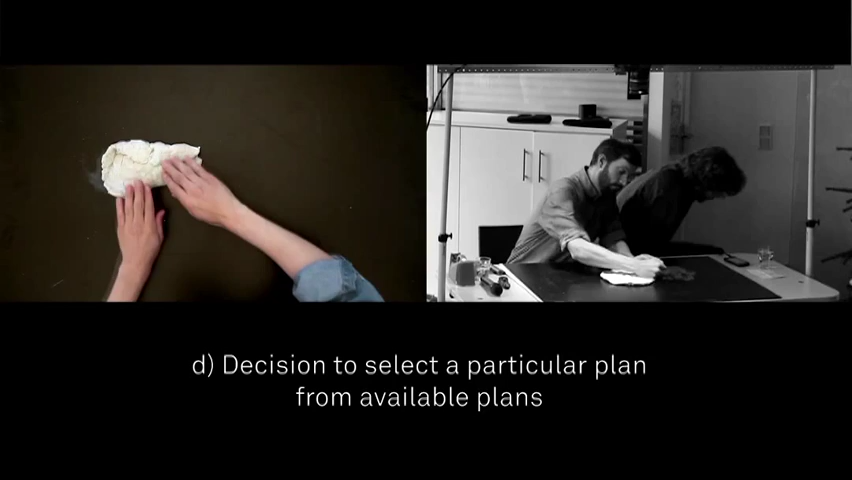 d) Decision to select a particular plan
from available plans